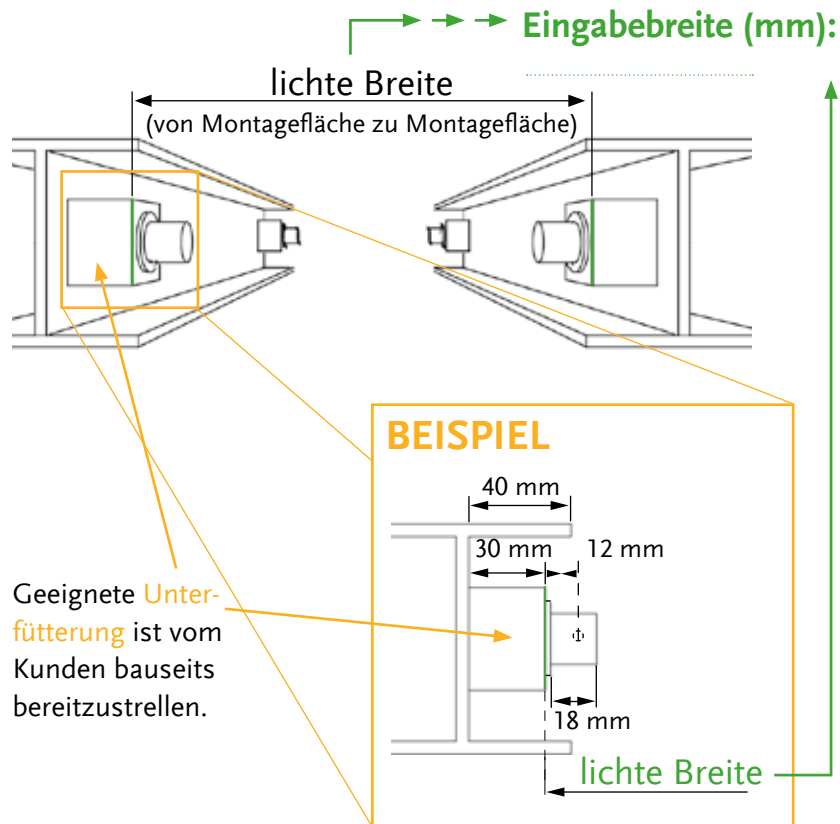 Eingabebreite (mm):
lichte Breite
(von Montagefläche zu Montagefläche)
BEISPIEL
40 mm
30 mm
12 mm
Geeignete Unter-
fütterung ist vom
Kunden bauseits
bereitzustrellen.
18 mm
lichte Breite